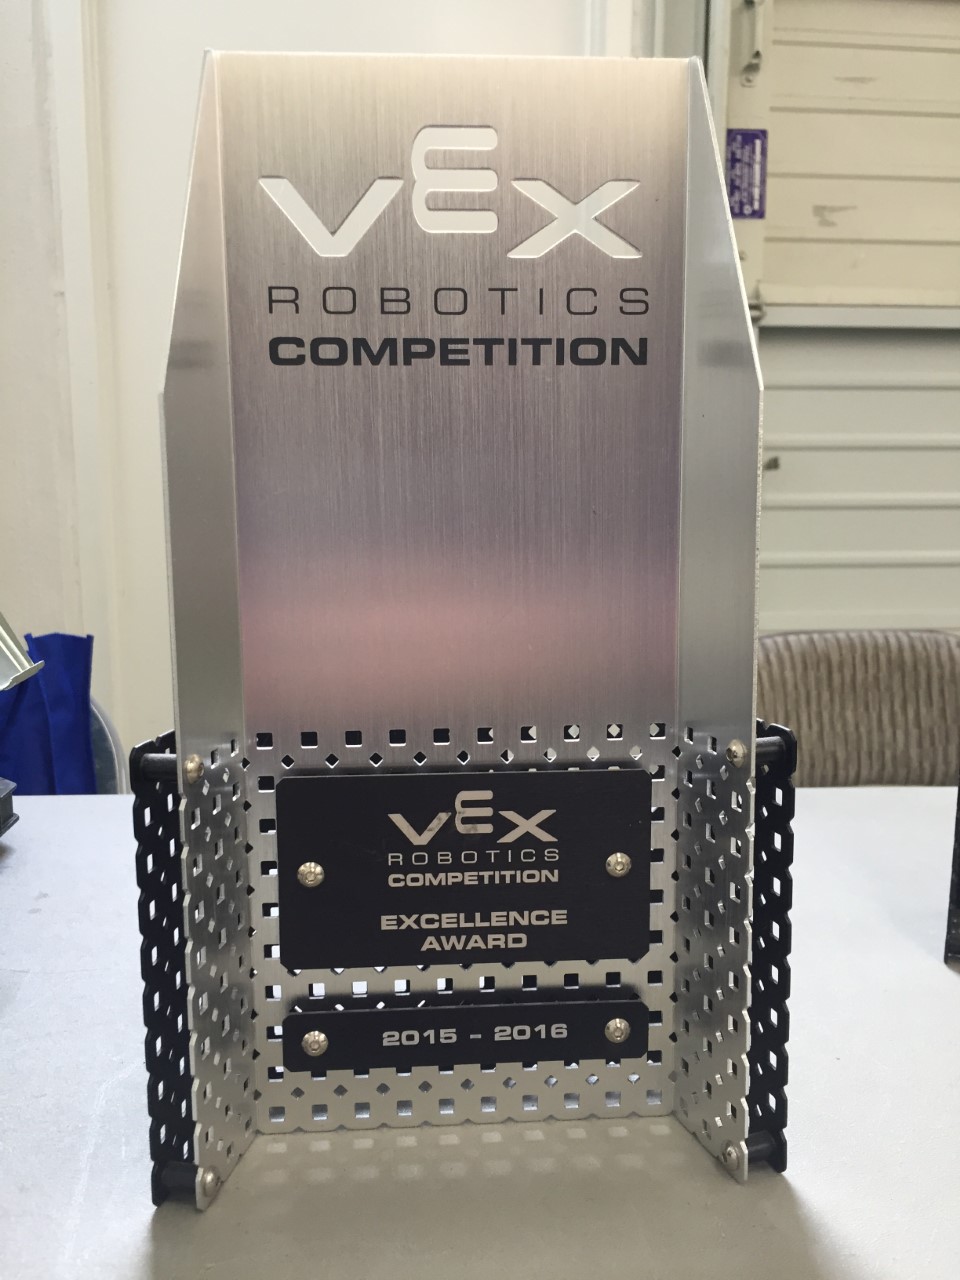 VEX
ROBOTICS
COMPETITION
VEX
ROBOTICS
COMPETITION
EXCELLENCE
AWARD
2015 - 2016